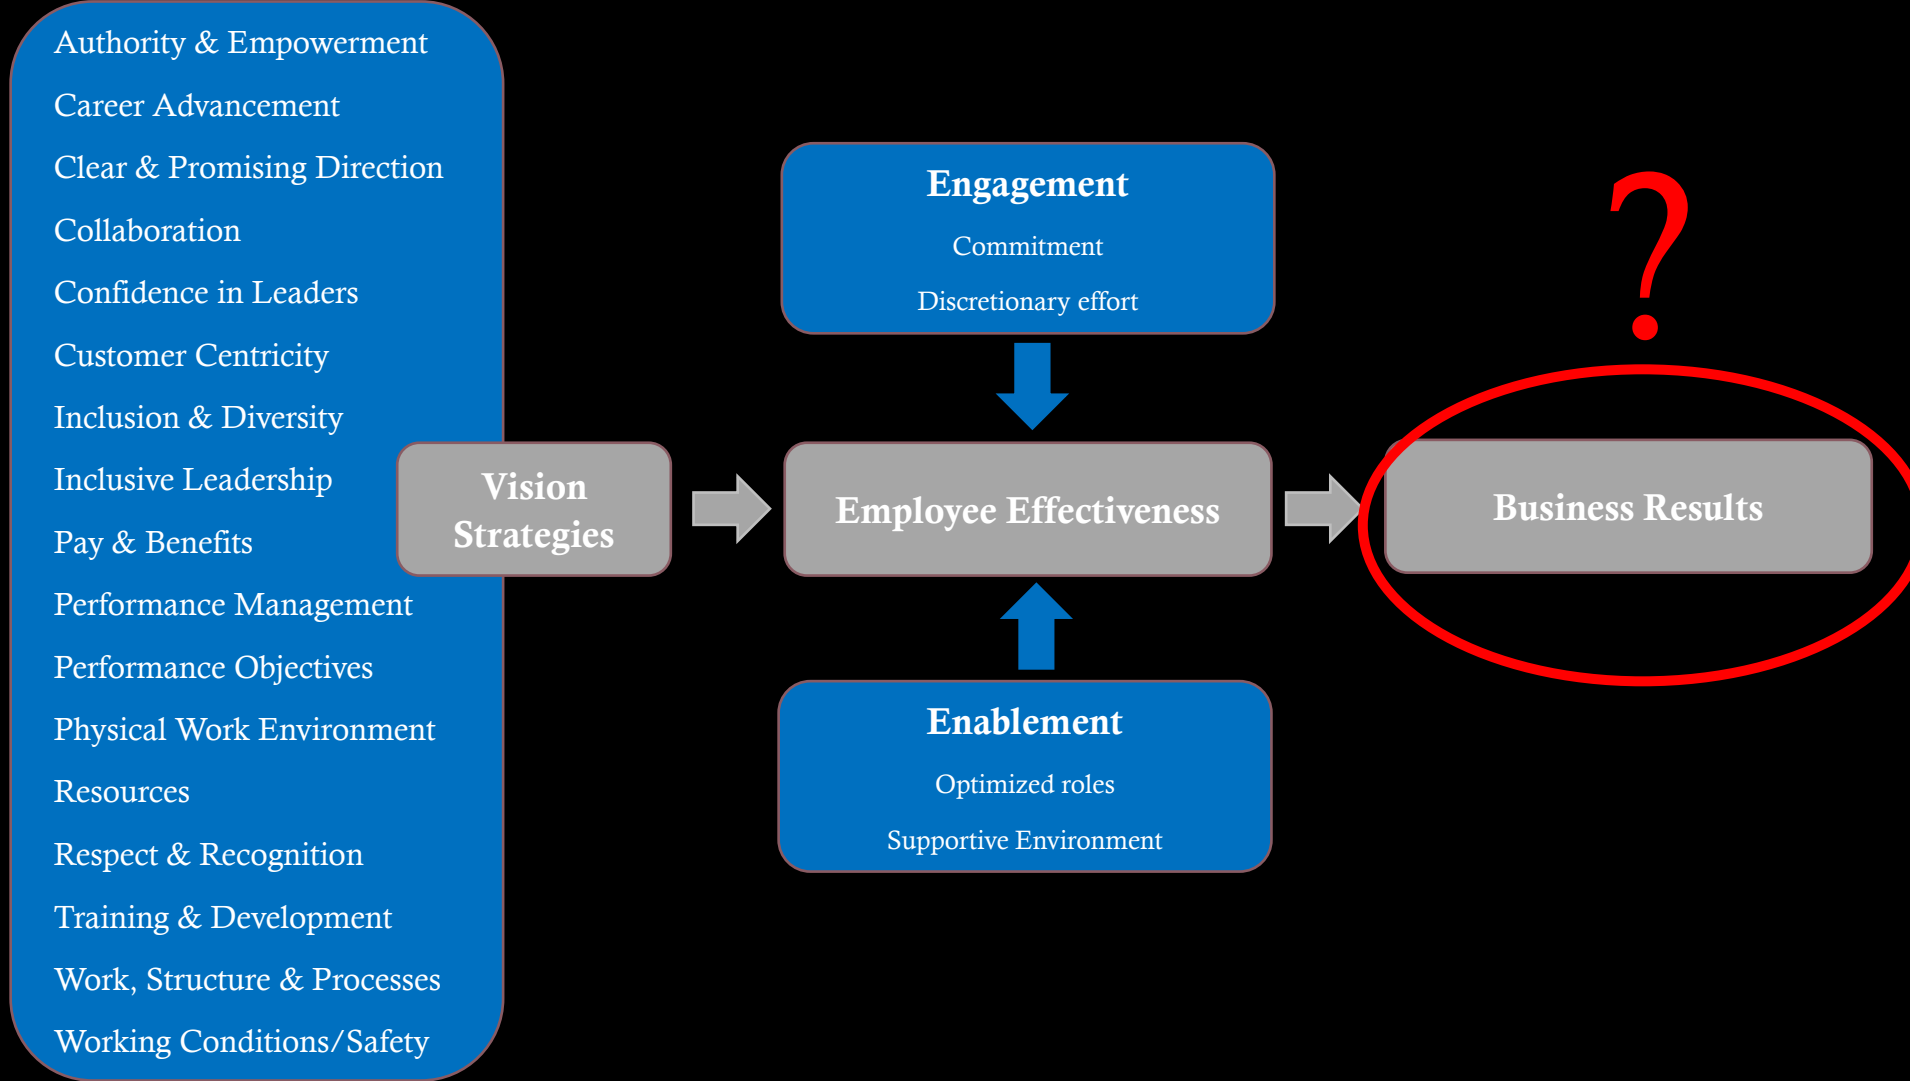 Authority & Empowerment
Career Advancement
Clear & Promising Direction
Collaboration
Confidence in Leaders
Customer Centricity
Inclusion & Diversity
Inclusive Leadership
Pay & Benefits
Performance Management
Performance Objectives
Physical Work Environment
Resources
Respect & Recognition
Training & Development
Work, Structure & Processes
Working Conditions/Safety
Vision
Strategies
Engagement
Commitment
Discretionary effort
Employee Effectiveness
Enablement
Optimized roles
Supportive Environment
?
Business Results